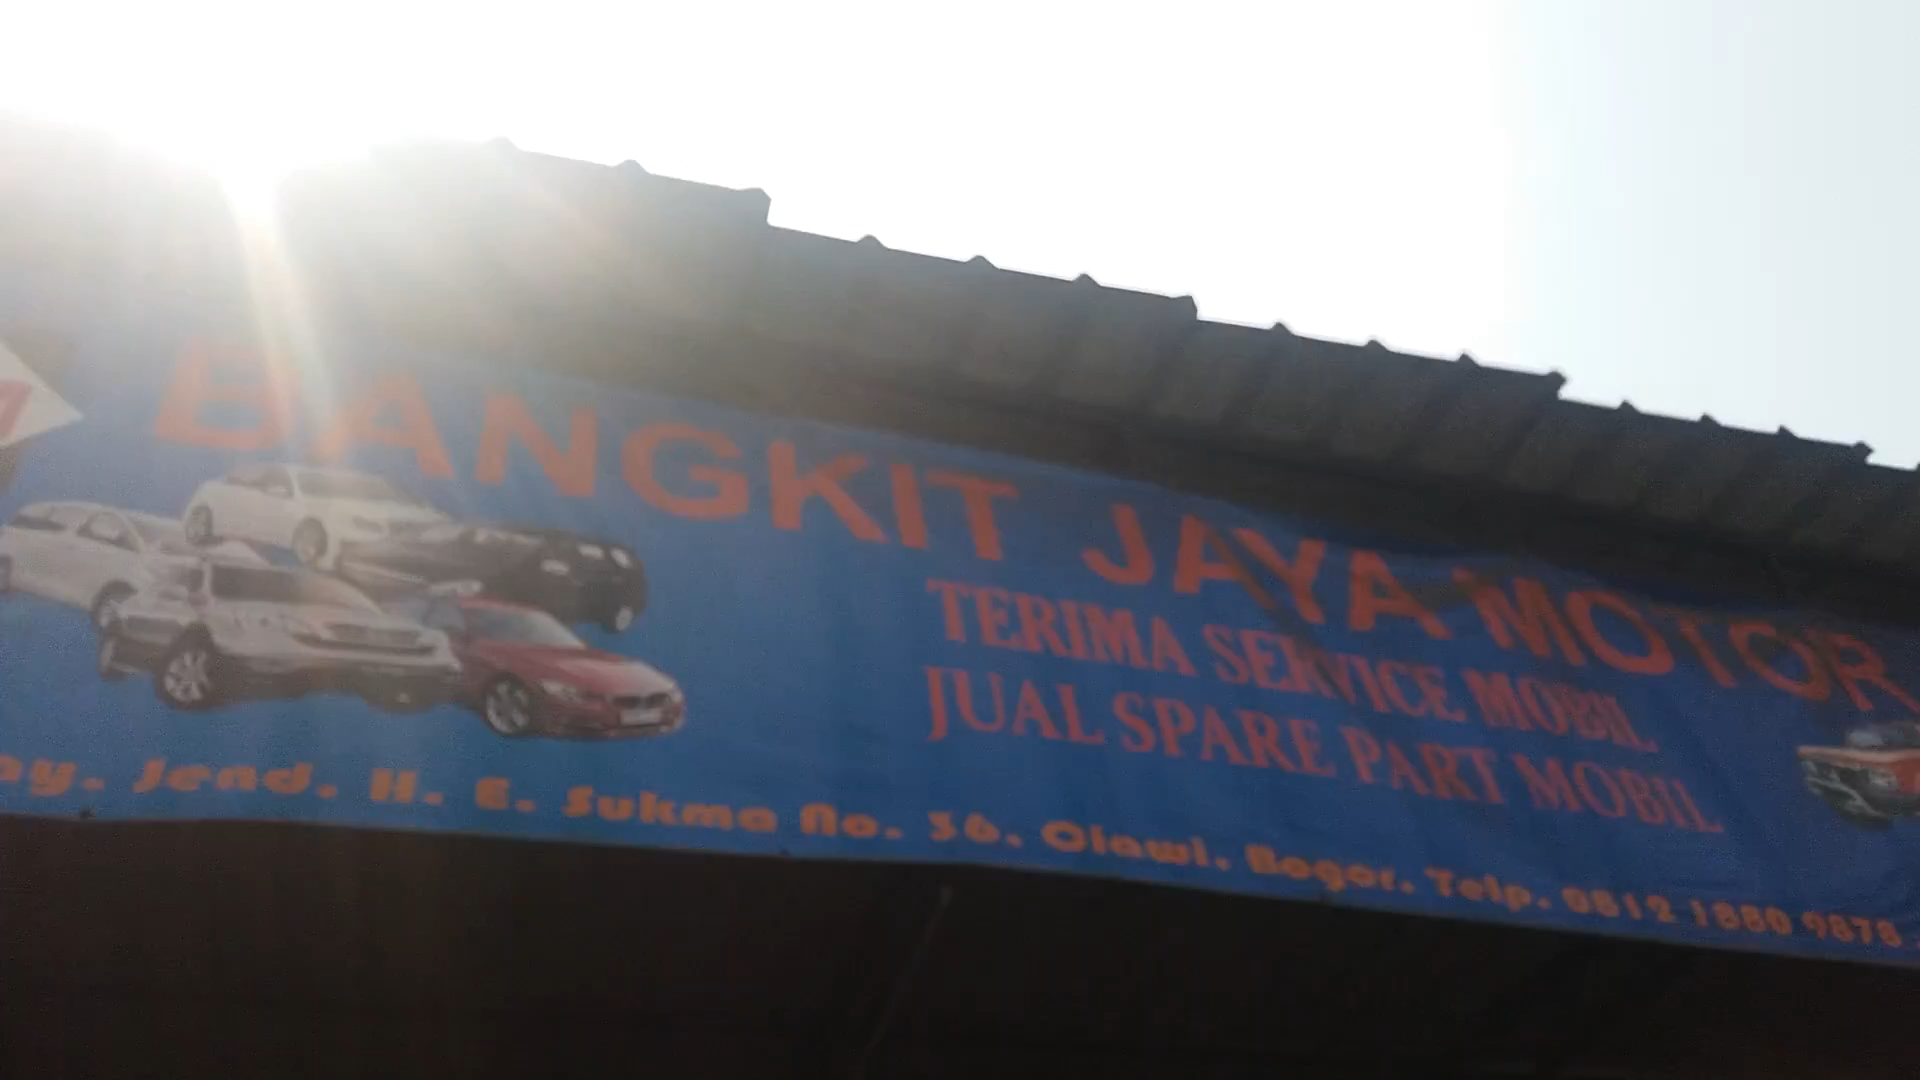 BANGKIT JAYA MOTOR
TERIMA SERVICE MOBIL
JUAL SPARE PART MOBIL
ay. Jend. H. E. Sukma No. 36. Ciawi. Bogor. Telp. 0812 1880 9878